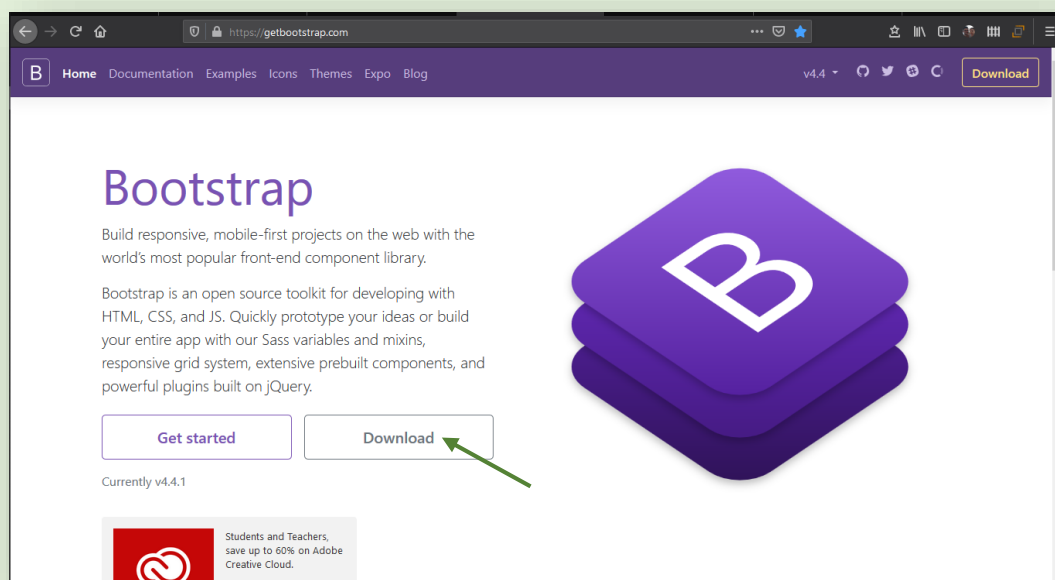 https://getbootstrap.com
B Home Documentation Examples Icons Themes Expo Blog v4.4 Download
Bootstrap
Build responsive, mobile-first projects on the web with the
world's most popular front-end component library.
Bootstrap is an open source toolkit for developing with
HTML, CSS, and JS. Quickly prototype your ideas or build
your entire app with our Sass variables and mixins,
responsive grid system, extensive prebuilt components, and
powerful plugins built on jQuery.
B
Get started Download
Currently v4.4.1
Students and Teachers,
save up to 60% on Adobe
Creative Cloud.